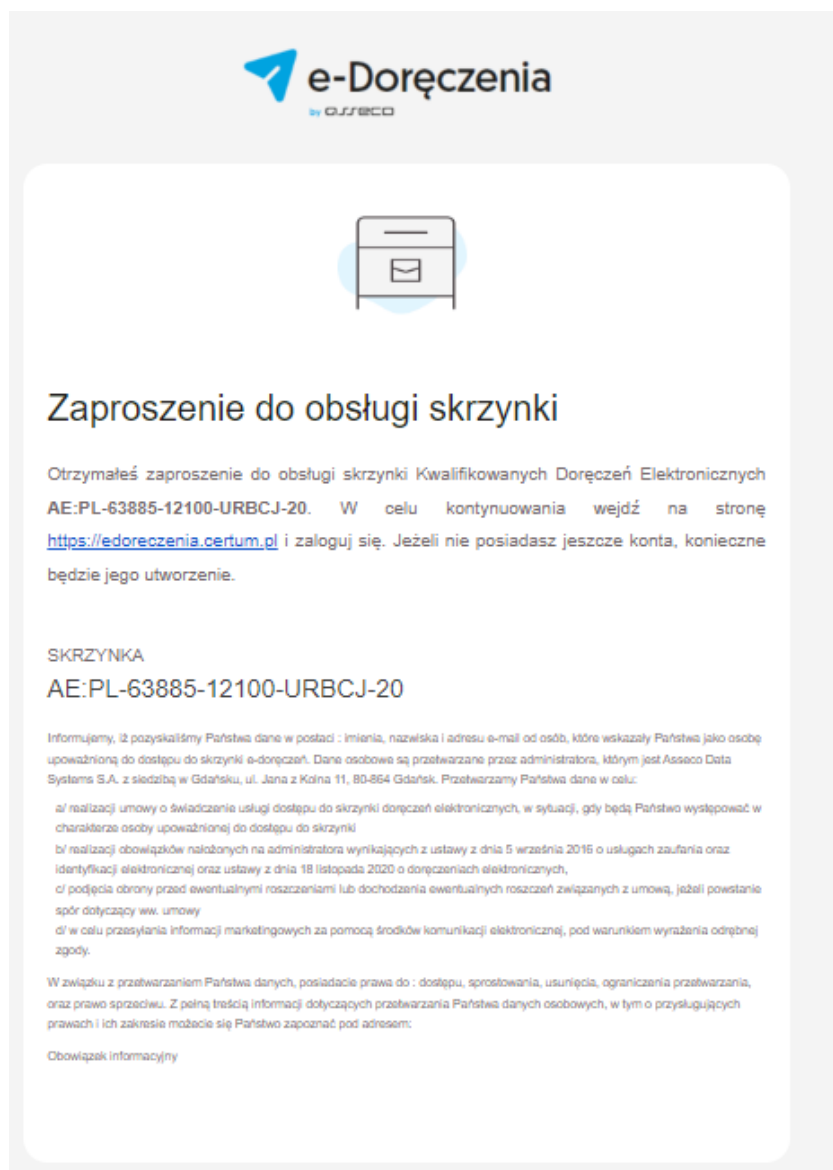 e-Doręczenia
by asseco
Zaproszenie do obsługi skrzynki
Otrzymałeś zaproszenie do obsługi skrzynki Kwalifikowanych Doręczeń Elektronicznych
AE:PL-63885-12100-URBCJ-20. W celu kontynuowania wejdź na stronę
https://edoreczenia.certum.pl i zaloguj się. Jeżeli nie posiadasz jeszcze konta, konieczne
będzie jego utworzenie.
SKRZYNKA
AE:PL-63885-12100-URBCJ-20
Informujemy, iż pozyskaliśmy Państwa dane w postaci : imienia, nazwiska i adresu e-mail od osób, które wskazały Państwa jako osobę
upoważnioną do dostępu do skrzynki e-doręczeń. Dane osobowe są przetwarzane przez administratora, którym jest Asseco Data
Systems S.A. z siedzibą w Gdańsku, ul. Jana z Kolna 11, 80-864 Gdańsk. Przetwarzamy Państwa dane w celu:
a/ realizacji umowy o świadczenie usługi dostępu do skrzynki doręczeń elektronicznych, w sytuacji, gdy będą Państwo występować w
charakterze osoby upoważnionej do dostępu do skrzynki
b/ realizacji obowiązków nałożonych na administratora wynikających z ustawy z dnia 5 września 2016 o usługach zaufania oraz
identyfikacji elektronicznej oraz ustawy z dnia 18 listopada 2020 o doręczeniach elektronicznych,
c/ podjęcia obrony przed ewentualnymi roszczeniami lub dochodzenia ewentualnych roszczeń związanych z umową, jeżeli powstanie
spór dotyczący ww. umowy
d/ w celu przesyłania informacji marketingowych za pomocą środków komunikacji elektronicznej, pod warunkiem wyrażenia odrębnej
zgody.
W związku z przetwarzaniem Państwa danych, posiadacie prawa do : dostępu, sprostowania, usunięcia, ograniczenia przetwarzania,
oraz prawo sprzeciwu. Z pełną treścią informacji dotyczących przetwarzania Państwa danych osobowych, w tym o przysługujących
prawach i ich zakresie możecie się Państwo zapoznać pod adresem:
Obowiązek informacyjny